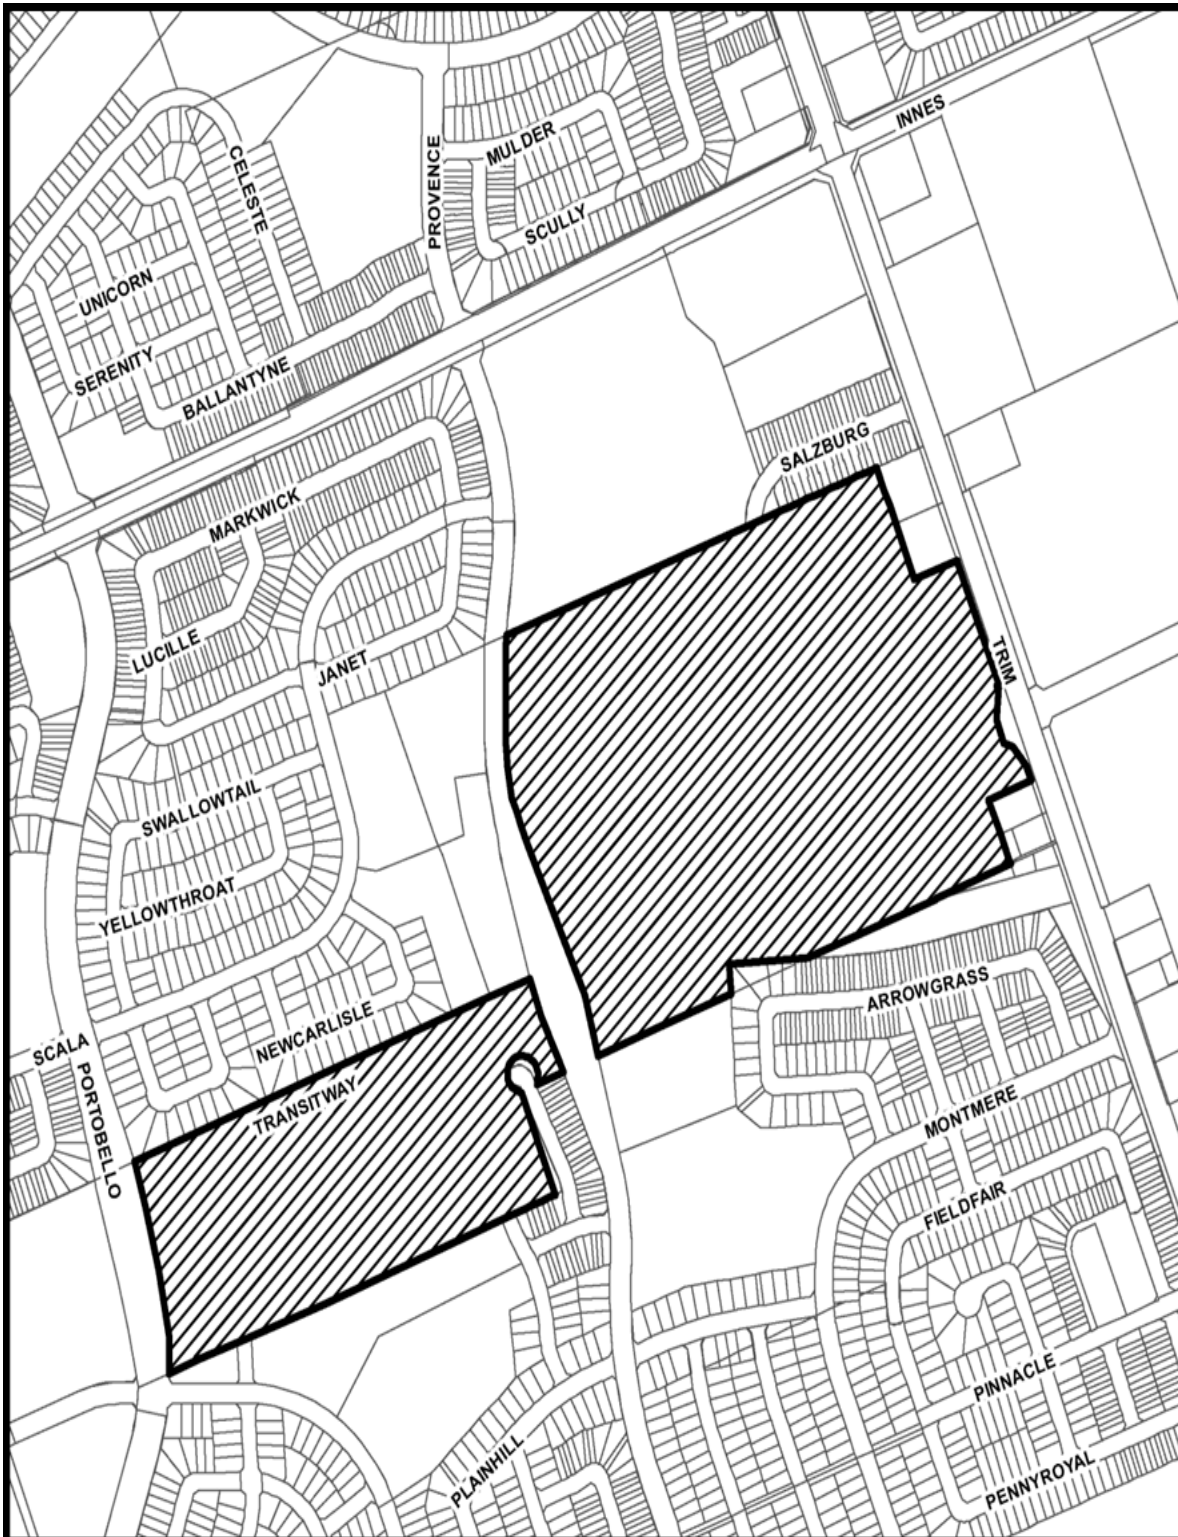 INNES
MULDER
PROVENCE
CELESTE
SCULLY
UNICORN
SERENITY
BALLANTYNE
SALZBURG
MARKWICK
LUCILLE
JANET
TRIM
SWALLOWTAIL
YELLOWTHROAT
ARROWGRASS
NEWCARLISLE
SCALA
PORTOBELLO
TRANSITWAY
MONTMERE
FIELDFAIR
PINNACLE
PLAINHILL
PENNYROYAL